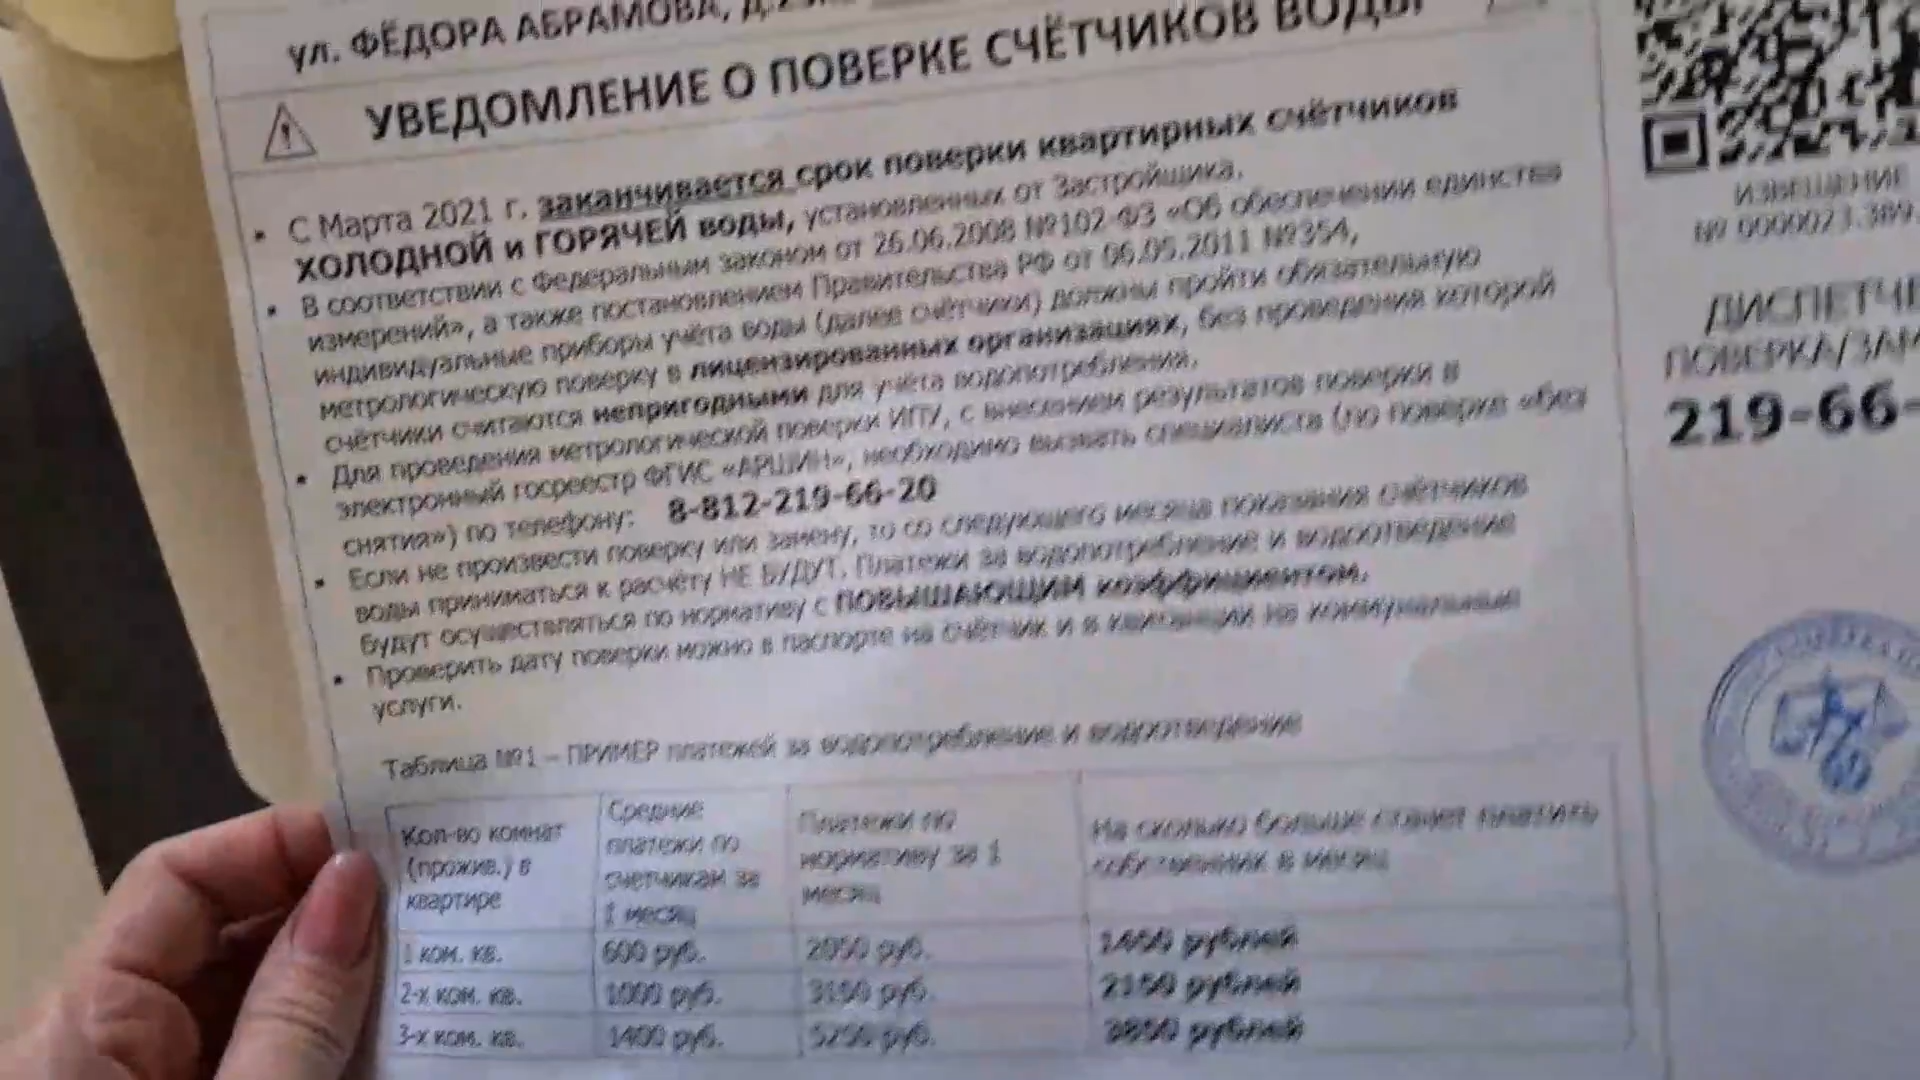 ул. ФЁДОРА АБРАМОВА, д.
УВЕДОМЛЕНИЕ О ПОВЕРКЕ СЧЁТЧИКОВ ВОДЫ
• С Марта 2021 г. заканчивается срок поверки квартирных счётчиков
ХОЛОДНОЙ и ГОРЯЧЕЙ воды, установленных от Застройщика.
• В соответствии с Федеральным законом от 26.06.2008 №102-ФЗ «Об обеспечении единства
измерений», а также постановлением Правительства РФ от 06.05.2011 №354,
индивидуальные приборы учёта воды (далее счётчики) должны пройти обязательную
метрологическую поверку в лицензированных организациях, без проведения которой
счётчики считаются непригодными для учёта водопотребления.
• Для проведения метрологической поверки ИПУ, с внесением результатов поверки в
электронный госреестр ФГИС «АРШИН», необходимо вызвать специалиста (по поверке «без
снятия») по телефону: 8-812-219-66-20
• Если не произвести поверку или замену, то со следующего месяца показания счётчиков
воды приниматься к расчёту НЕ БУДУТ. Платежи за водопотребление и водоотведение
будут осуществляться по нормативу с ПОВЫШАЮЩИМ коэффициентом.
• Проверить дату поверки можно в паспорте на счётчик и в квитанции на коммунальные
услуги.
Таблица №1 – ПРИМЕР платежей за водопотребление и водоотведение
Кол-во комнат (прожив.) в квартире
Средние платежи по счетчикам за 1 месяц
Платежи по нормативу за 1 месяц
На сколько больше станет платить собственник в месяц
1 ком. кв. 600 руб. 2050 руб. 1450 рублей
2-х ком. кв. 1000 руб. 3150 руб. 2150 рублей
3-х ком. кв. 1400 руб. 5250 руб. 3850 рублей
ИЗВЕЩЕНИЕ
№ 0000023.389
ДИСПЕТЧЕ
ПОВЕРКА/ЗАМ
219-66-